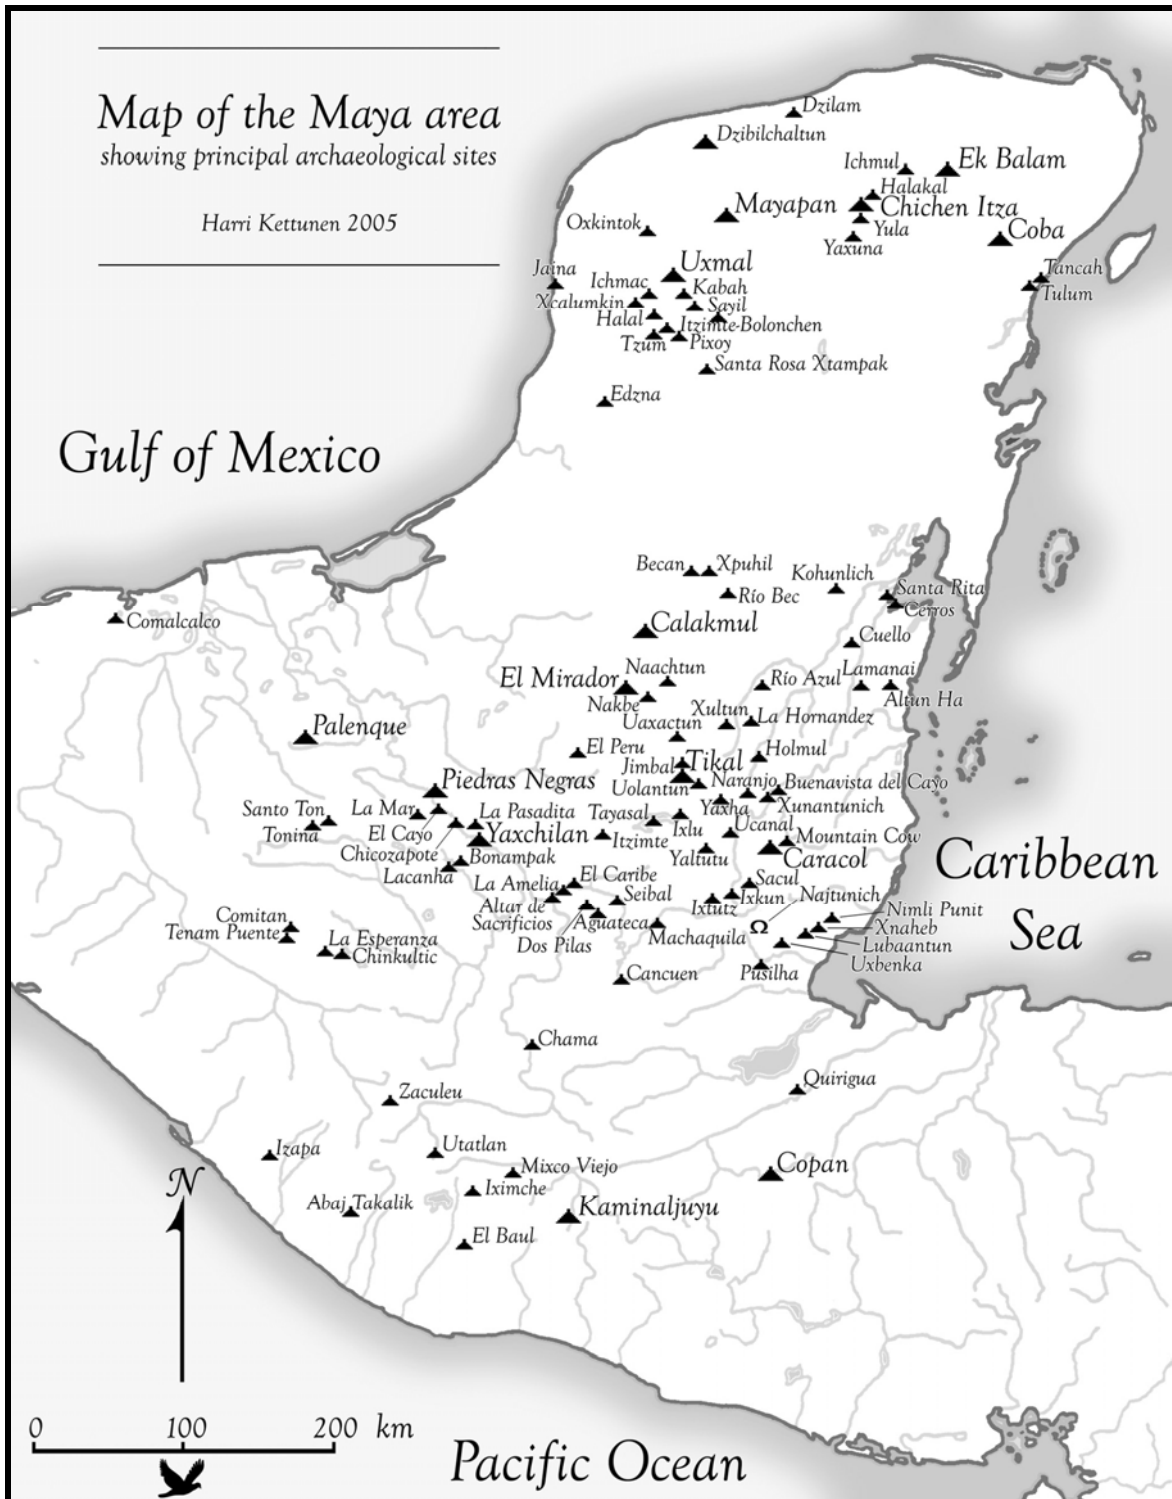 Map of the Maya area
showing principal archaeological sites
Harri Kettunen 2005
Dzilam
Dzibilchaltun
Ichmul
Ek Balam
Halakal
Mayapan
Chichen Itza
Oxkintok
Yula
Coba
Yaxuna
Uxmal
Jaina
Tancah
Ichmac
Kabah
Tulum
Xcalumkin
Sayil
Halal
Itzimte-Bolonchen
Tzum
Pixoy
Santa Rosa Xtampak
Edzna
Gulf of Mexico
Becan
Xpuhil
Kohunlich
Santa Rita
Río Bec
Cerros
Comalcalco
Calakmul
Cuello
Naachtun
El Mirador
Río Azul
Lamanai
Nakbe
Altun Ha
Xultun
La Hornandez
Uaxactun
Palenque
El Peru
Holmul
Jimbal
Tikal
Piedras Negras
Uolantun
Naranjo
Buenavista del Cayo
Santo Ton
La Mar
La Pasadita
Tayasal
Yaxha
Xunantunich
Tonina
El Cayo
Yaxchilan
Itzimte
Ixlu
Ucanal
Mountain Cow
Chicozapote
Bonampak
Yaltutu
Caracol
Caribbean
Sea
Lacanha
La Amelia
El Caribe
Sacul
Altar de
Sacrificios
Seibal
Ixtutz
Ixkun
Najtunich
Aguateca
Nimli Punit
Comitan
Xnaheb
Tenam Puente
La Esperanza
Dos Pilas
Machaquila
Lubaantun
Chinkultic
Uxbenka
Cancuen
Pusilha
Chama
Quirigua
Zaculeu
Izapa
Utatlan
Mixco Viejo
Copan
N
Iximche
Abaj Takalik
Kaminaljuyu
El Baul
0 100 200 km
Pacific Ocean